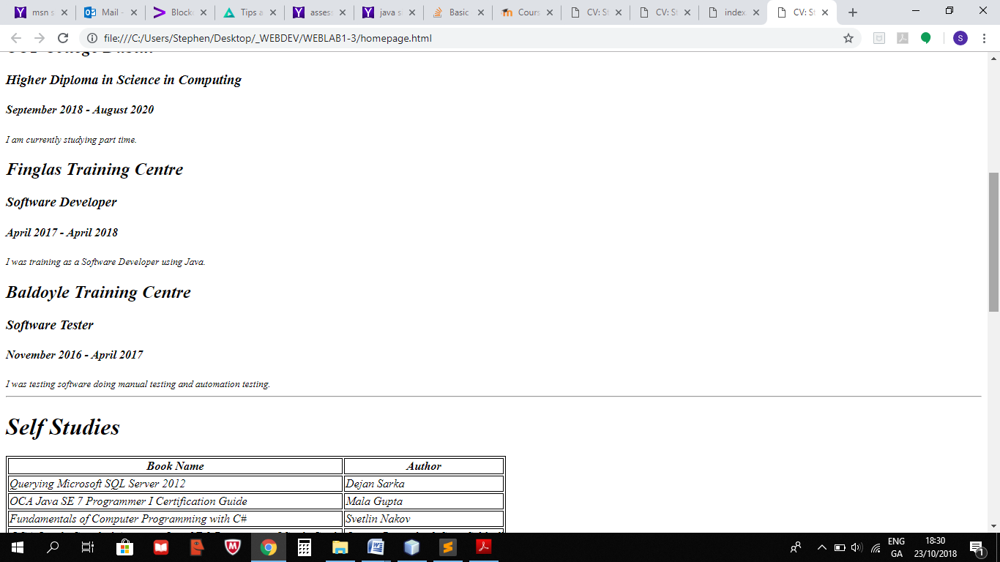 msn s
Mail -
Block
Tips a
asses
java s
Basic
Cours
CV: St
CV: St
index.
CV: St
file:///C:/Users/Stephen/Desktop/_WEBDEV/WEBLAB1-3/homepage.html
S
Higher Diploma in Science in Computing
September 2018 - August 2020
I am currently studying part time.
Finglas Training Centre
Software Developer
April 2017 - April 2018
I was training as a Software Developer using Java.
Baldoyle Training Centre
Software Tester
November 2016 - April 2017
I was testing software doing manual testing and automation testing.
Self Studies
Book Name Author
Querying Microsoft SQL Server 2012 Dejan Sarka
OCA Java SE 7 Programmer I Certification Guide Mala Gupta
Fundamentals of Computer Programming with C# Svetlin Nakov
ENG 18:30
GA 23/10/2018
1